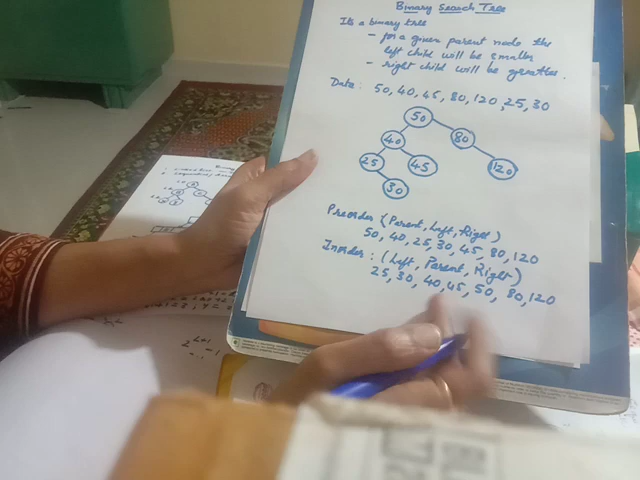 Binary Search Tree
Its a binary tree
- for a given parent node the
left child will be smaller
- right child will be greatter.
Data: 50, 40, 45, 80, 120, 25, 30
50
40 80
25 45 120
30
Preorder (Parent, Left, Right)
50, 40, 25, 30, 45, 80, 120
Inorder: (Left, Parent, Right)
25, 30, 40, 45, 50, 80, 120